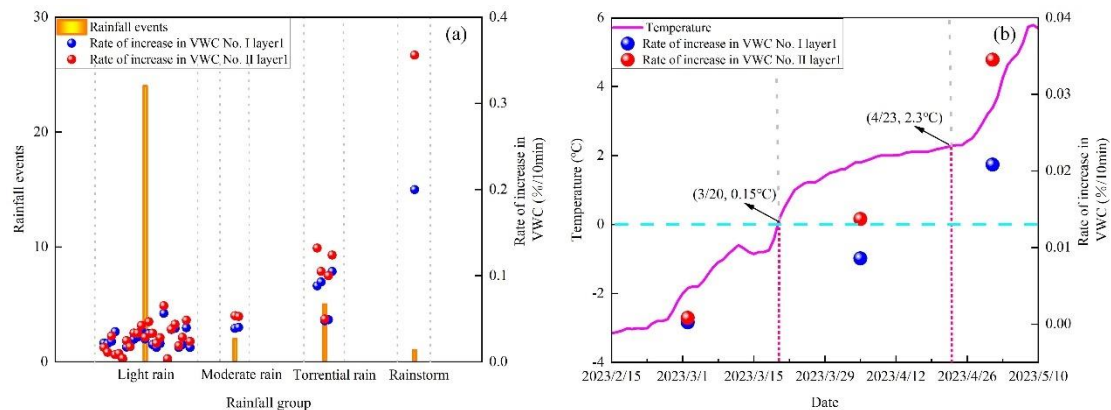 Rainfall events
Rate of increase in VWC No. I layer1
Rate of increase in VWC No. II layer1
(a)
30
20
10
0
Rainfall events
0.4
0.3
0.2
0.1
0.0
Rate of increase in
VWC (%/10min)
Light rain
Moderate rain
Torrential rain
Rainstorm
Rainfall group
Temperature
Rate of increase in VWC No. I layer1
Rate of increase in VWC No. II layer1
(b)
6
4
2
0
-2
-4
Temperature (°C)
(3/20, 0.15°C)
(4/23, 2.3°C)
0.04
0.03
0.02
0.01
0.00
Rate of increase in
VWC (%/10min)
2023/2/15
2023/3/1
2023/3/15
2023/3/29
2023/4/12
2023/4/26
2023/5/10
Date